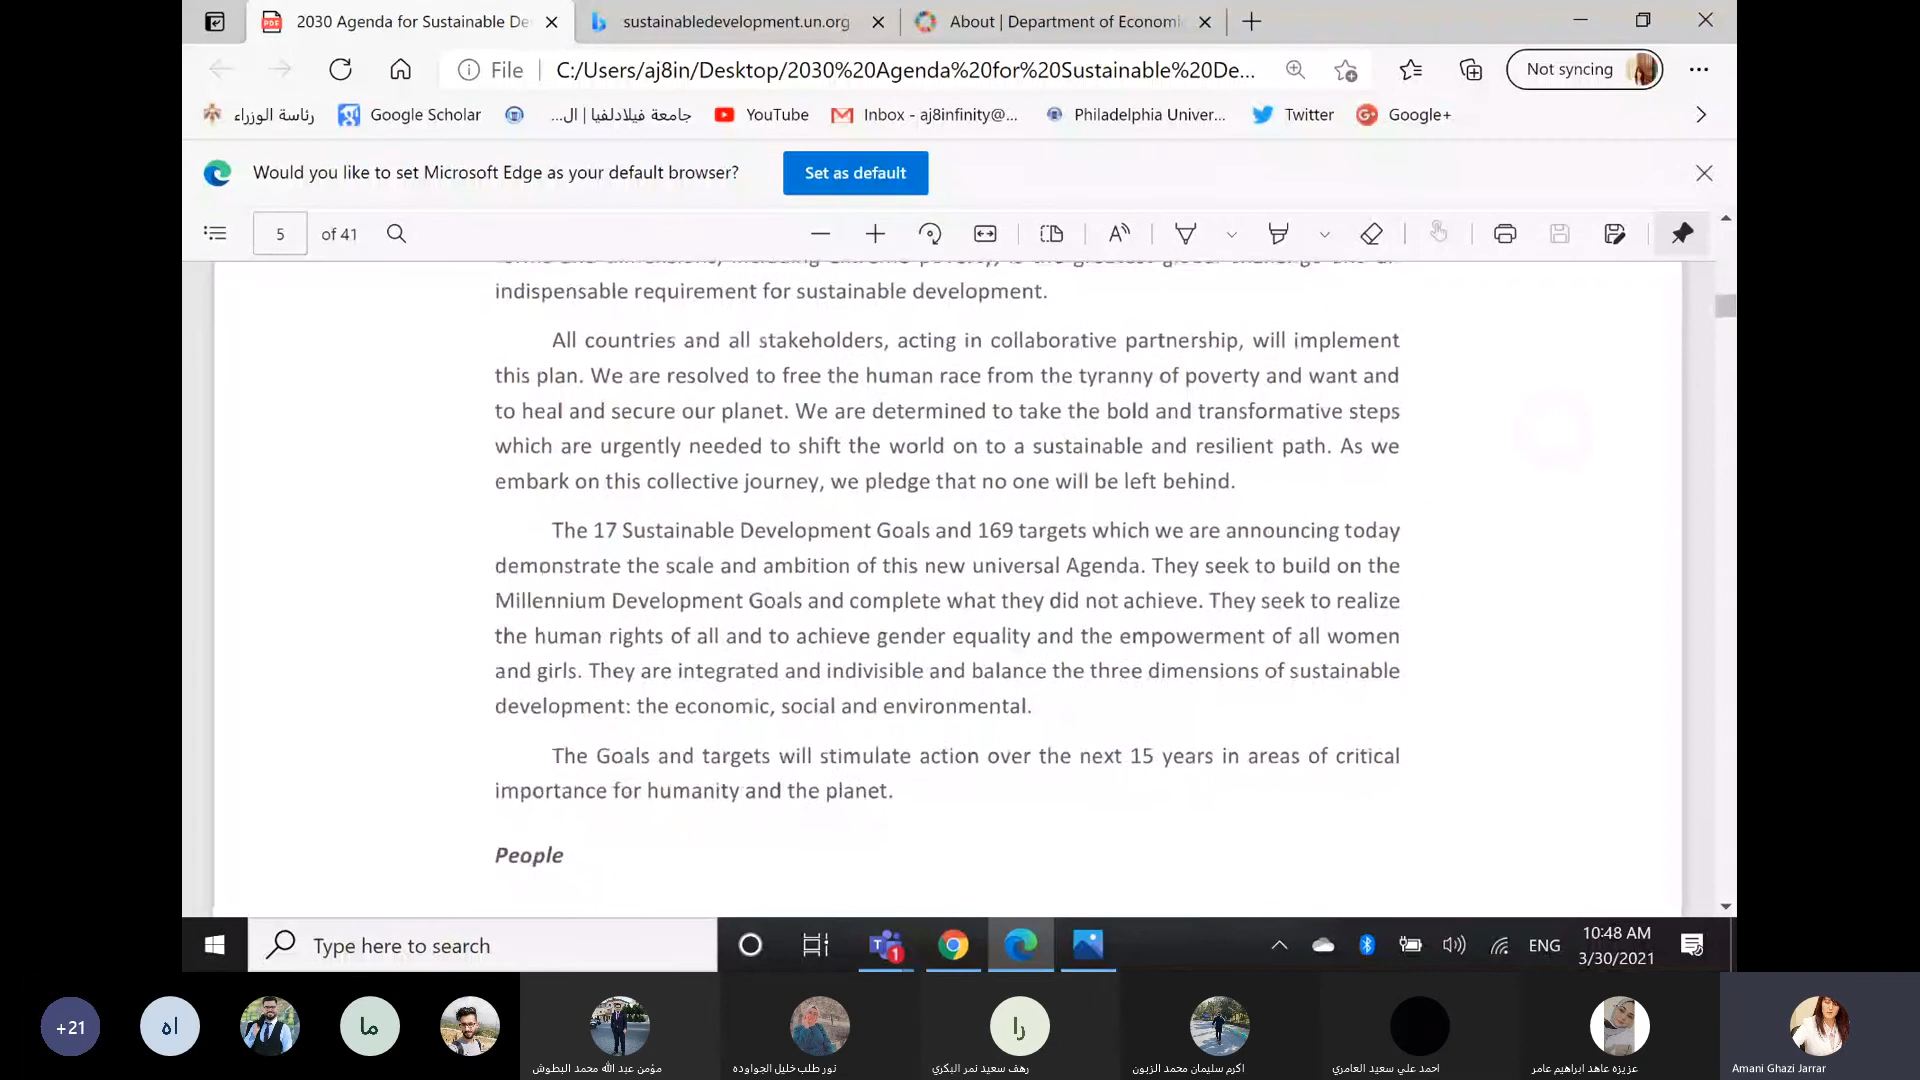 2030 Agenda for Sustainable De
sustainabledevelopment.un.org
About | Department of Economi
File
C:/Users/aj8in/Desktop/2030%20Agenda%20for%20Sustainable%20De...
Not syncing
رئاسة الوزراء
Google Scholar
جامعة فيلادلفيا | ال...
YouTube
Inbox - aj8infinity@...
Philadelphia Univer...
Twitter
Google+
Would you like to set Microsoft Edge as your default browser?
Set as default
5 of 41
indispensable requirement for sustainable development.
All countries and all stakeholders, acting in collaborative partnership, will implement
this plan. We are resolved to free the human race from the tyranny of poverty and want and
to heal and secure our planet. We are determined to take the bold and transformative steps
which are urgently needed to shift the world on to a sustainable and resilient path. As we
embark on this collective journey, we pledge that no one will be left behind.
The 17 Sustainable Development Goals and 169 targets which we are announcing today
demonstrate the scale and ambition of this new universal Agenda. They seek to build on the
Millennium Development Goals and complete what they did not achieve. They seek to realize
the human rights of all and to achieve gender equality and the empowerment of all women
and girls. They are integrated and indivisible and balance the three dimensions of sustainable
development: the economic, social and environmental.
The Goals and targets will stimulate action over the next 15 years in areas of critical
importance for humanity and the planet.
People
Type here to search
1
ENG
10:48 AM
3/30/2021
+21
اه
ما
را
مؤمن عبد الله محمد البطوش
نور طلب خليل الجواوده
رهف سعيد نمر البكري
اكرم سليمان محمد الزبون
احمد علي سعيد العامري
عزيزه عاهد ابراهيم عامر
Amani Ghazi Jarrar